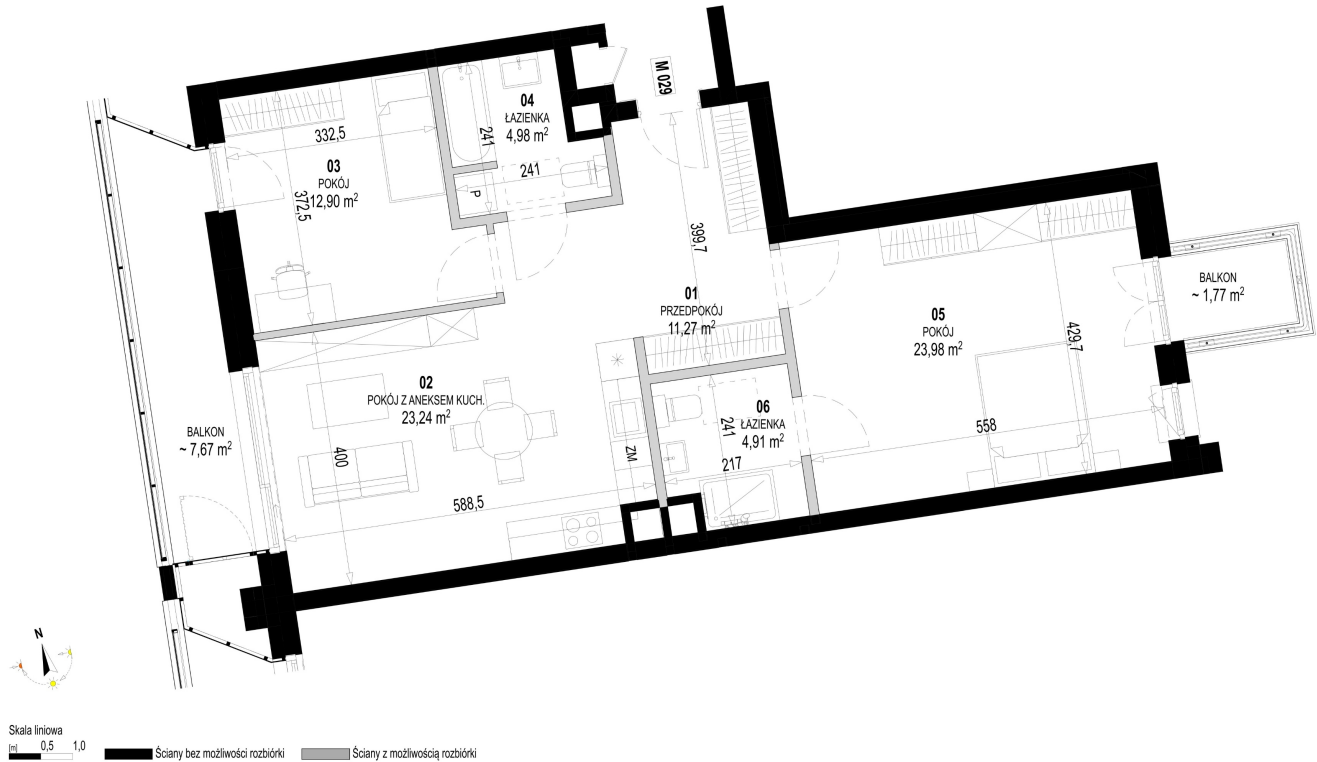 M 029
04
ŁAZIENKA
4,98 m²
241
241
P
332,5
03
POKÓJ
12,90 m²
372,5
399,7
01
PRZEDPOKÓJ
11,27 m²
BALKON
~ 1,77 m²
05
POKÓJ
23,98 m²
429,7
558
02
POKÓJ Z ANEKSEM KUCH.
23,24 m²
400
588,5
ZM
06
ŁAZIENKA
4,91 m²
241
217
BALKON
~ 7,67 m²
N
Skala liniowa
[m] 0,5 1,0
Ściany bez możliwości rozbiórki
Ściany z możliwością rozbiórki